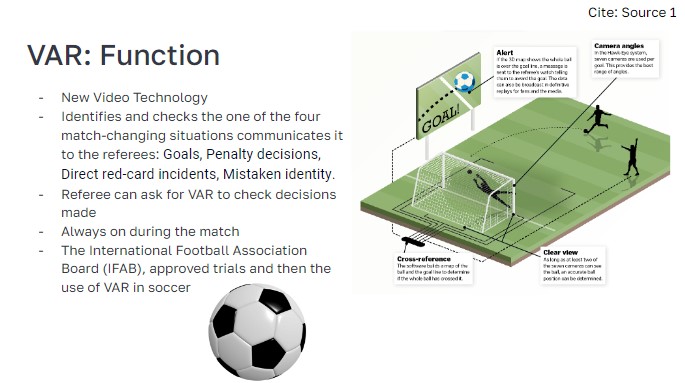 Cite: Source 1
VAR: Function
- New Video Technology
- Identifies and checks the one of the four
match-changing situations communicates it
to the referees: Goals, Penalty decisions,
Direct red-card incidents, Mistaken identity.
- Referee can ask for VAR to check decisions
made
- Always on during the match
- The International Football Association
Board (IFAB), approved trials and then the
use of VAR in soccer
Alert
If the 3D map shows the whole ball
is over the goal line, a message is
sent to the referee's watch telling
them to award the goal. The data
can also be broadcast in definitive
replays for fans and the media.
Camera angles
In the Hawk-Eye system,
seven cameras are used per
goal. This provides the best
range of angles.
GOAL!
Cross-reference
The software builds a map of the
ball and the goal line to determine
if the whole ball has crossed it.
Clear view
As long as at least two of
the seven cameras can see
the ball, an accurate ball
position can be determined.